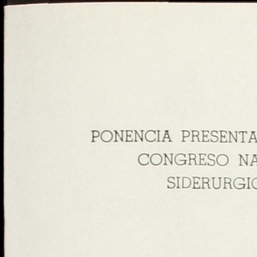 PONENCIA PRESENTA
CONGRESO NA
SIDERURGIC